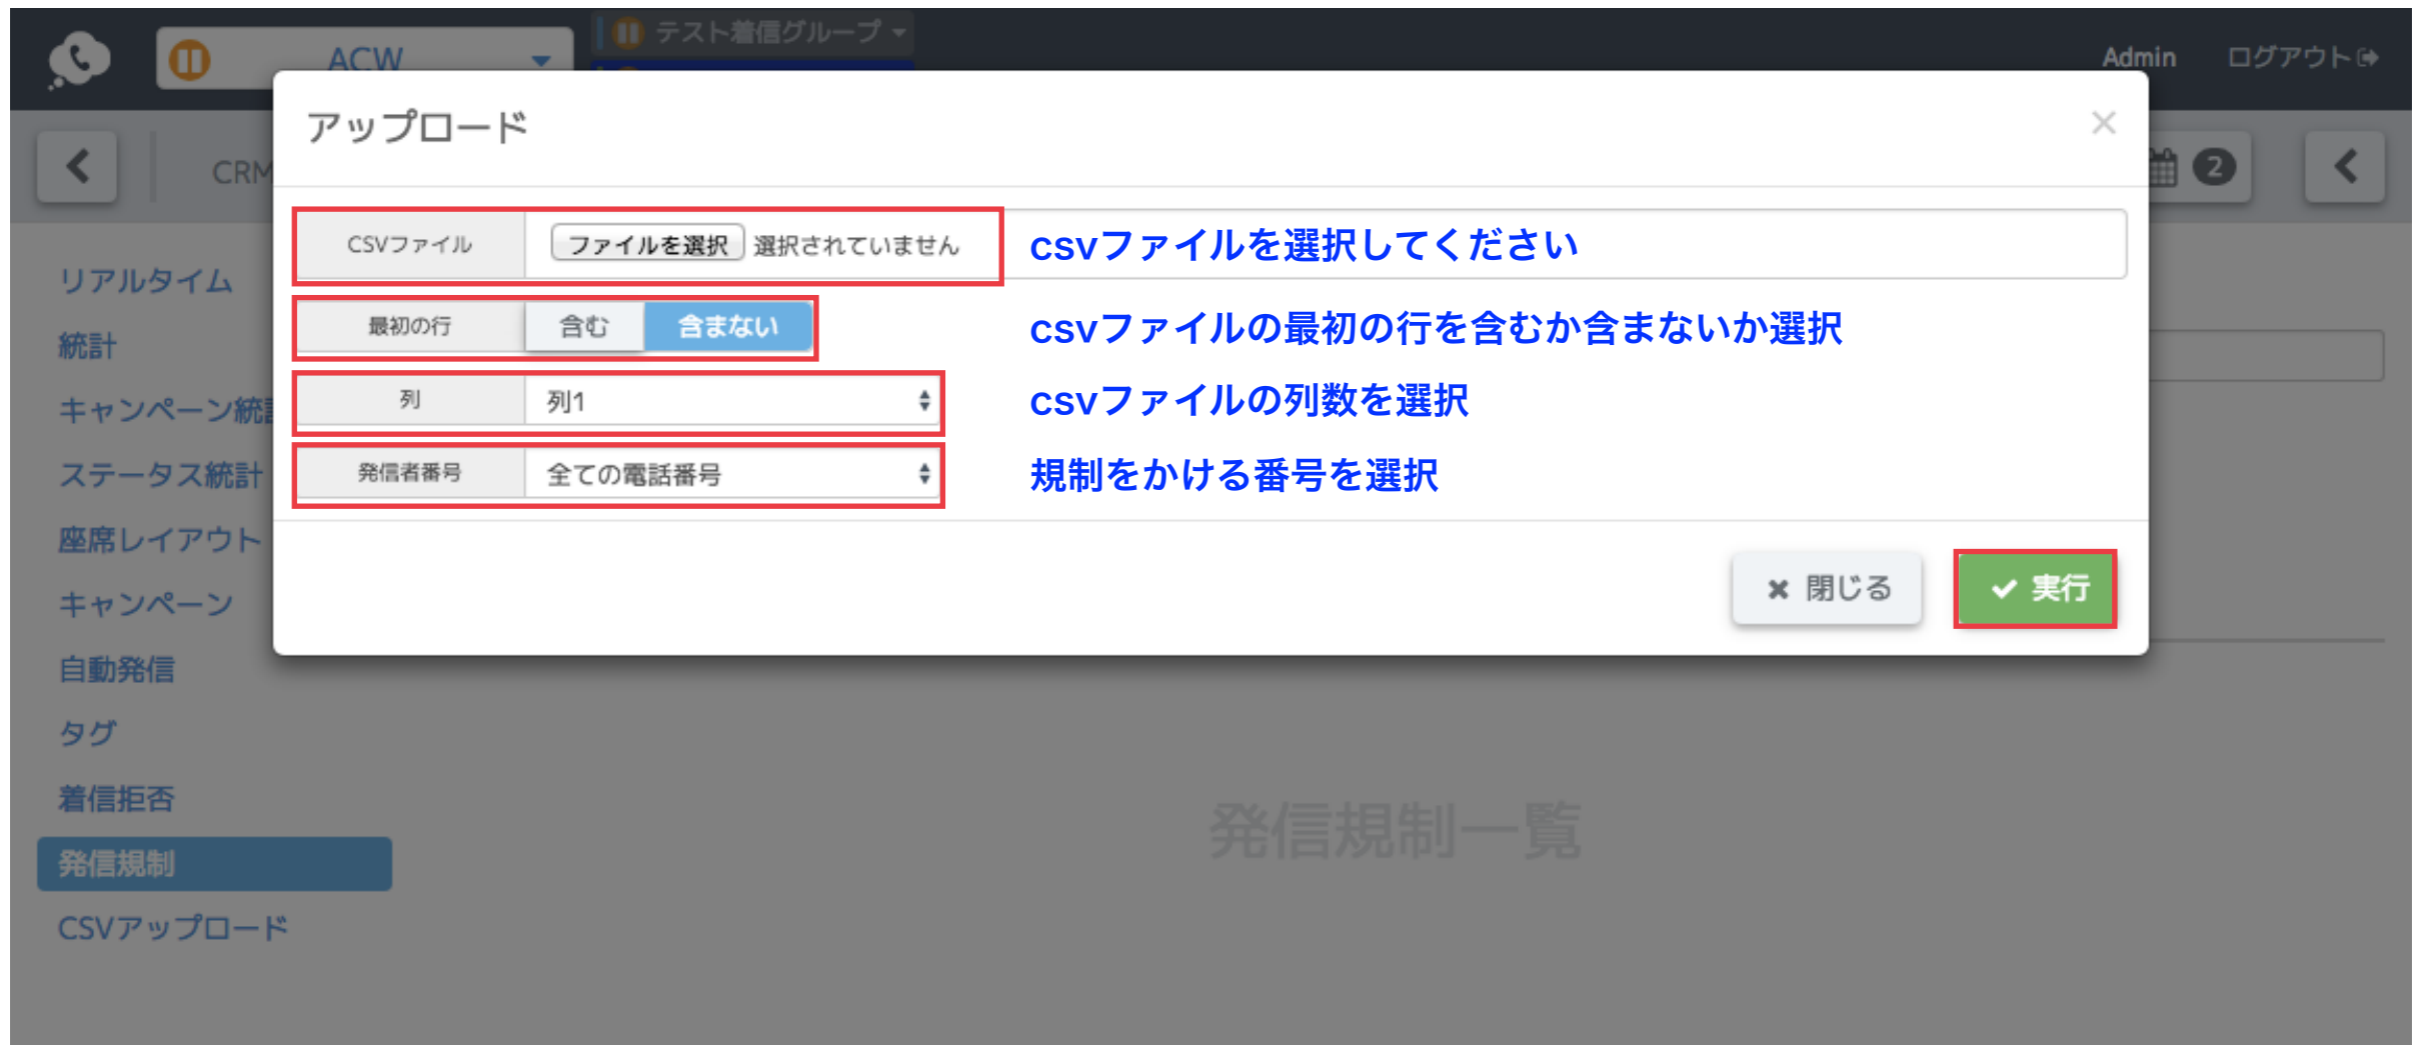 テスト着信グループ
ACW
Admin ログアウト
アップロード
×
CRM
2
CSVファイル ファイルを選択 選択されていません csvファイルを選択してください
最初の行 含む 含まない csvファイルの最初の行を含むか含まないか選択
列 列1 csvファイルの列数を選択
発信者番号 全ての電話番号 規制をかける番号を選択
閉じる 実行
リアルタイム
統計
キャンペーン統計
ステータス統計
座席レイアウト
キャンペーン
自動発信
タグ
着信拒否
発信規制
CSVアップロード
発信規制一覧